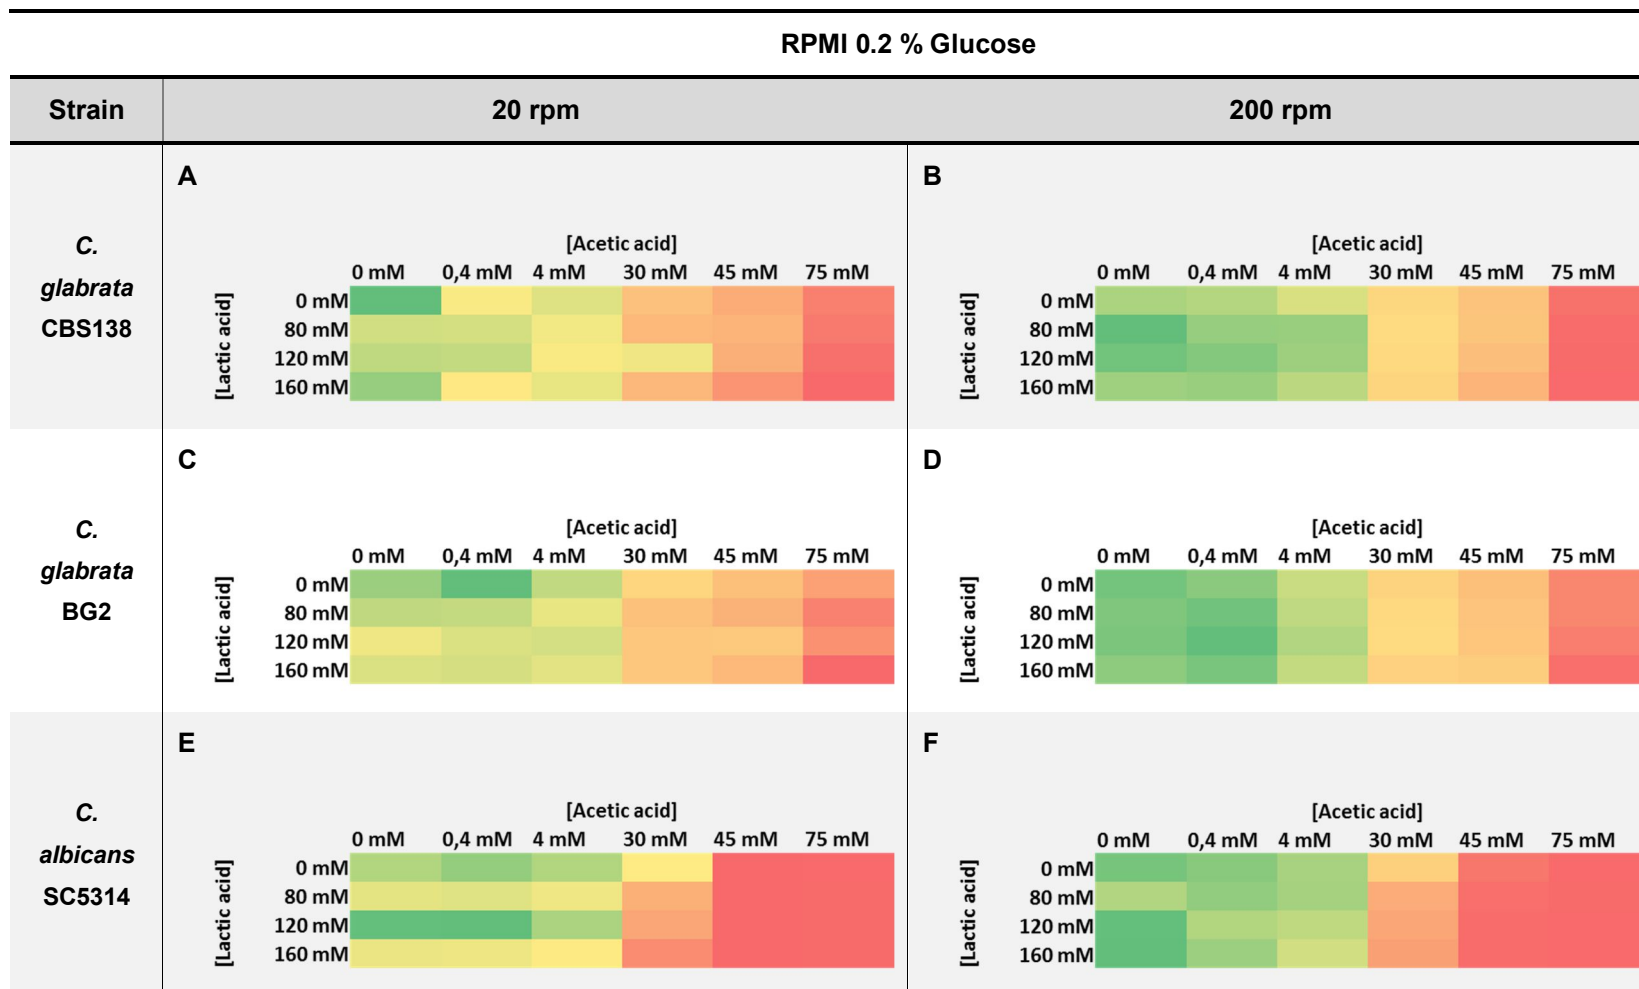 RPMI 0.2 % Glucose
Strain 20 rpm 200 rpm
C. glabrata CBS138
A
[Acetic acid]
0 mM 0,4 mM 4 mM 30 mM 45 mM 75 mM
[Lactic acid]
0 mM
80 mM
120 mM
160 mM
B
[Acetic acid]
0 mM 0,4 mM 4 mM 30 mM 45 mM 75 mM
[Lactic acid]
0 mM
80 mM
120 mM
160 mM
C. glabrata BG2
C
[Acetic acid]
0 mM 0,4 mM 4 mM 30 mM 45 mM 75 mM
[Lactic acid]
0 mM
80 mM
120 mM
160 mM
D
[Acetic acid]
0 mM 0,4 mM 4 mM 30 mM 45 mM 75 mM
[Lactic acid]
0 mM
80 mM
120 mM
160 mM
C. albicans SC5314
E
[Acetic acid]
0 mM 0,4 mM 4 mM 30 mM 45 mM 75 mM
[Lactic acid]
0 mM
80 mM
120 mM
160 mM
F
[Acetic acid]
0 mM 0,4 mM 4 mM 30 mM 45 mM 75 mM
[Lactic acid]
0 mM
80 mM
120 mM
160 mM